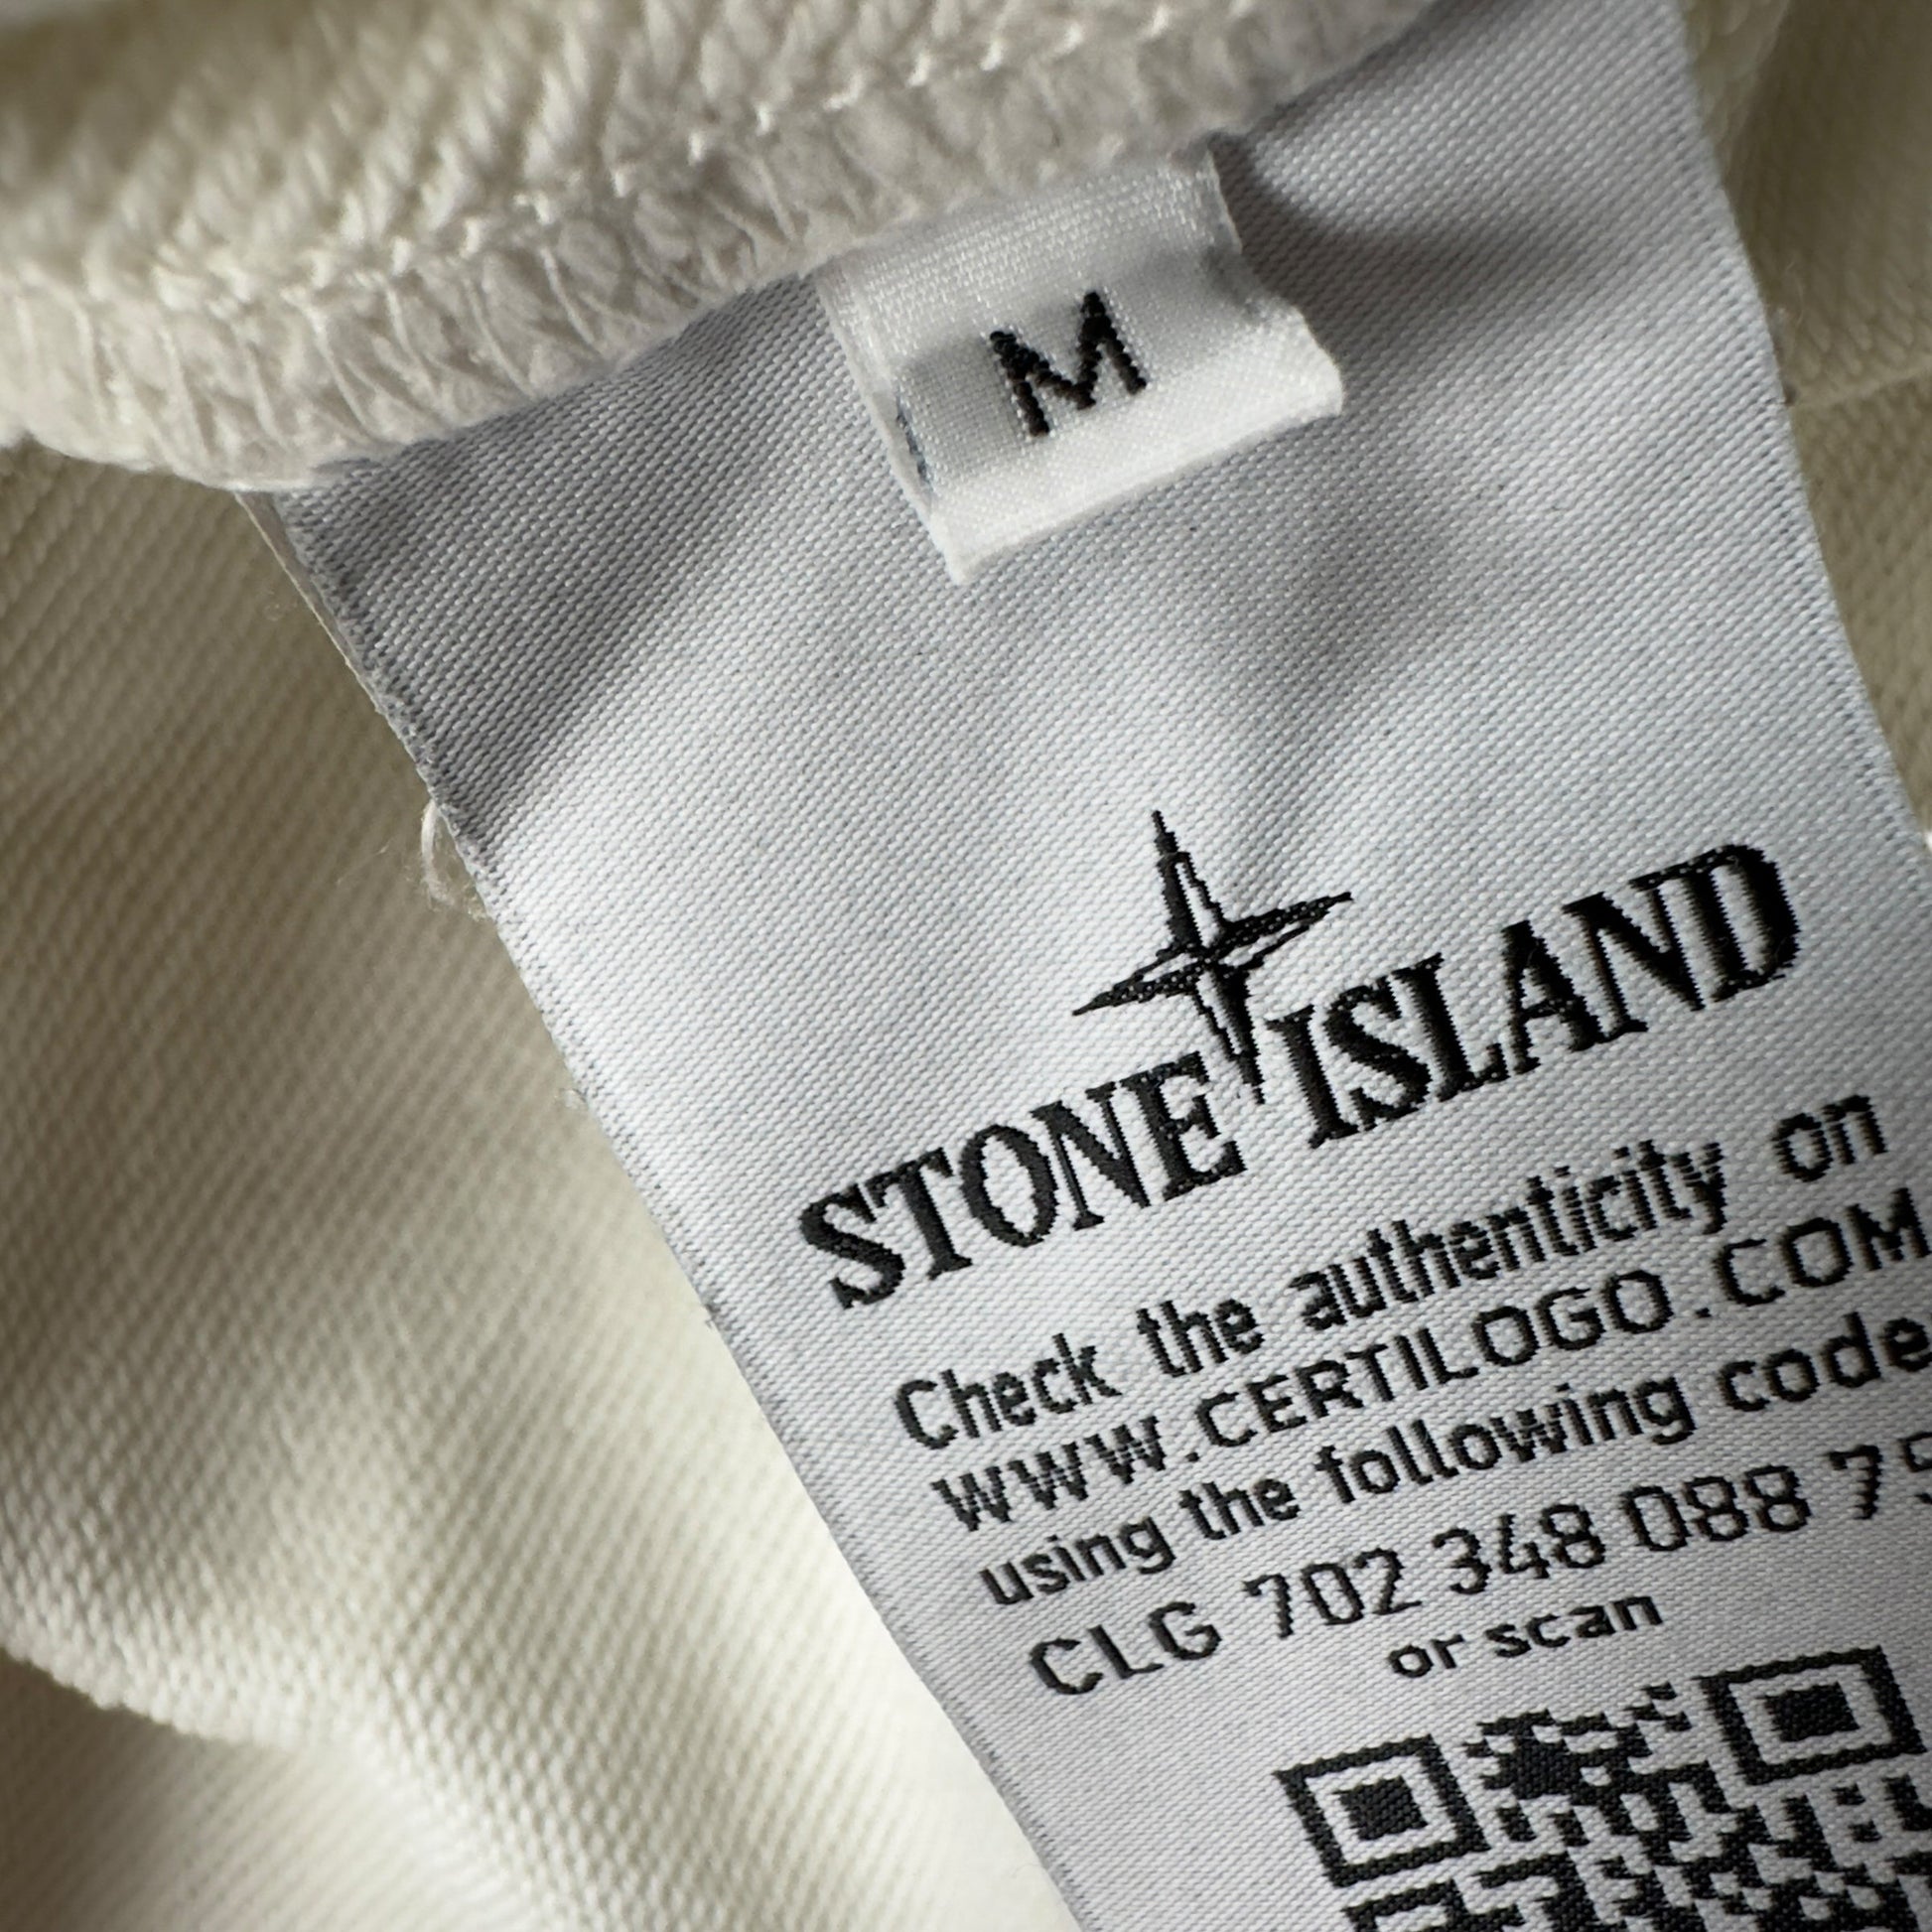 M
STONE ISLAND
Check the authenticity on
WWW.CERTILOGO.COM
using the following code
CLG 702 348 088 75
or scan